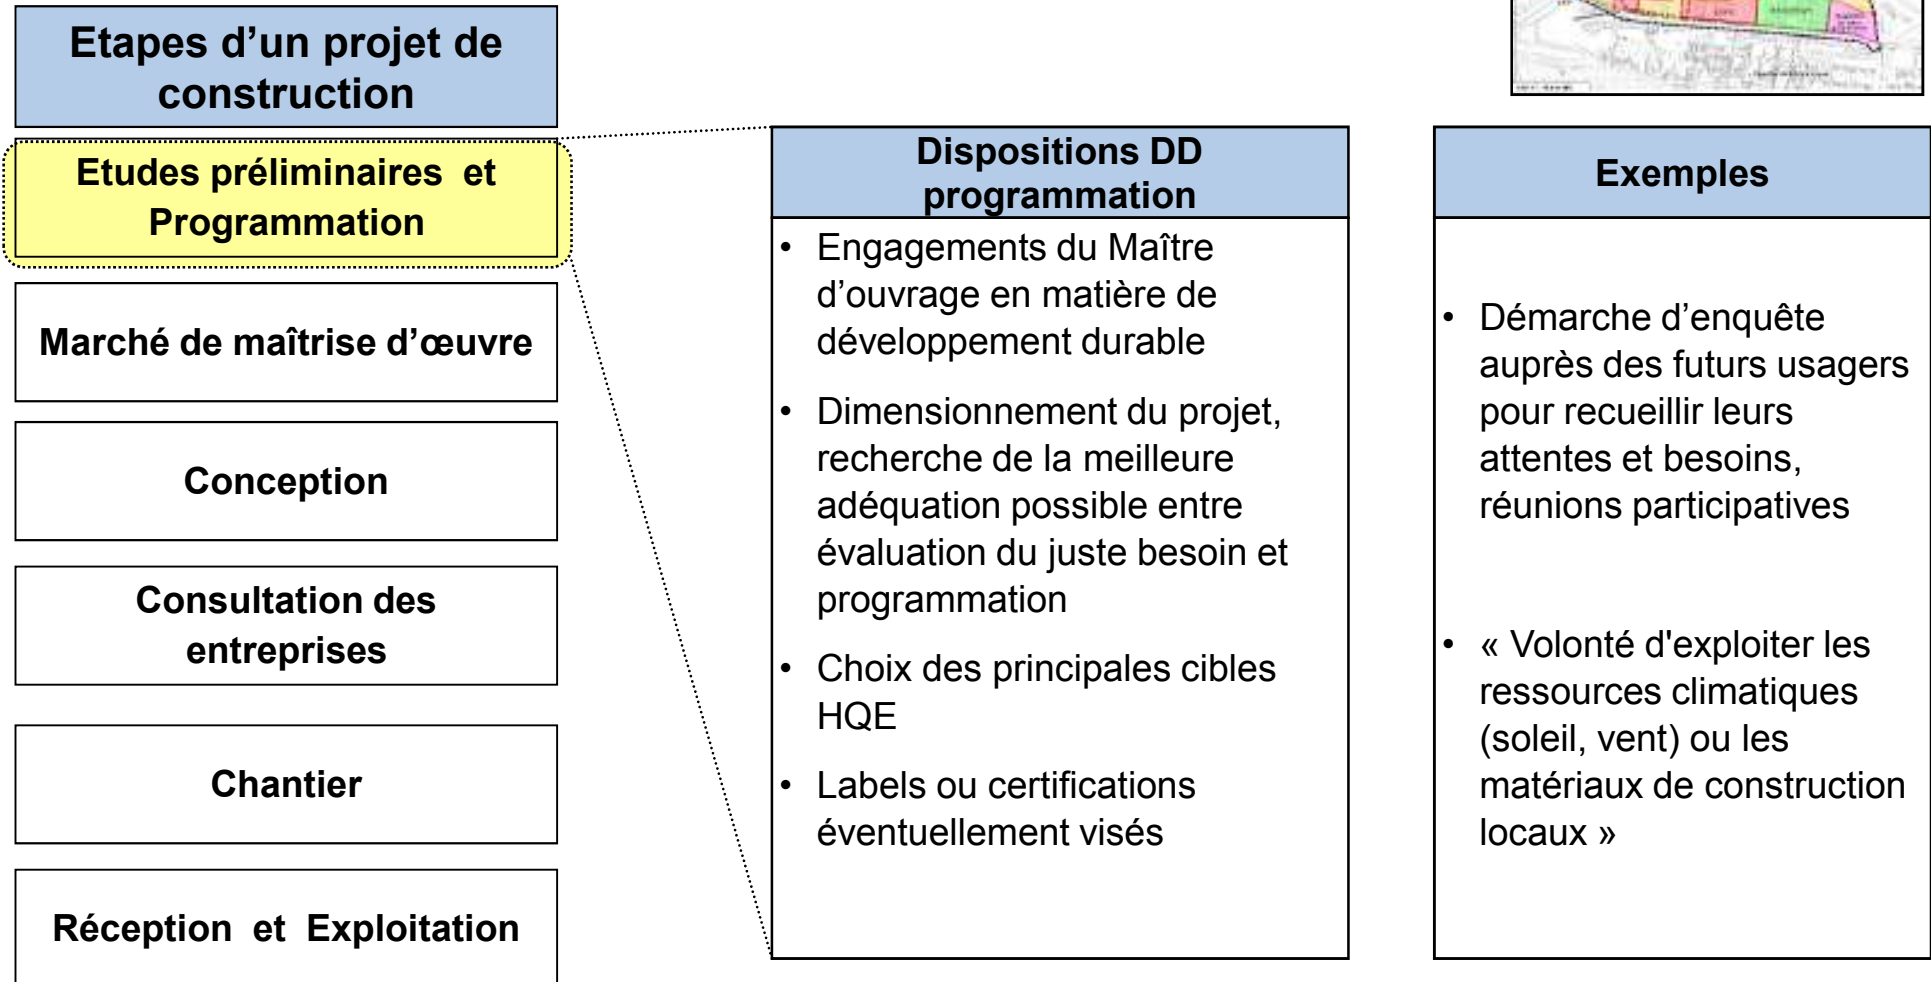 Etapes d’un projet de
construction
Etudes préliminaires et
Programmation
Marché de maîtrise d’œuvre
Conception
Consultation des
entreprises
Chantier
Réception et Exploitation
Dispositions DD
programmation
• Engagements du Maître
d’ouvrage en matière de
développement durable
• Dimensionnement du projet,
recherche de la meilleure
adéquation possible entre
évaluation du juste besoin et
programmation
• Choix des principales cibles
HQE
• Labels ou certifications
éventuellement visés
Exemples
• Démarche d’enquête
auprès des futurs usagers
pour recueillir leurs
attentes et besoins,
réunions participatives
• « Volonté d'exploiter les
ressources climatiques
(soleil, vent) ou les
matériaux de construction
locaux »